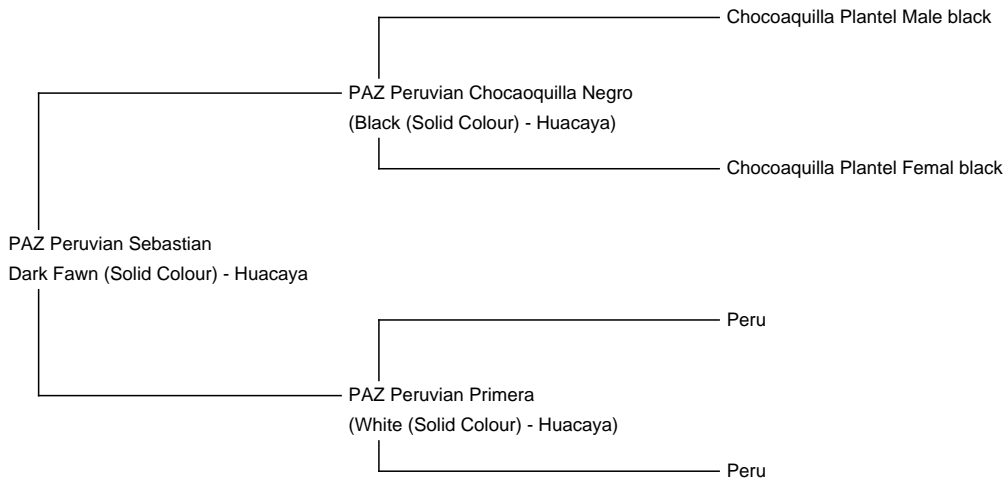 Chocoaquilla Plantel Male black
PAZ Peruvian Chocaoquilla Negro
(Black (Solid Colour) - Huacaya)
Chocoaquilla Plantel Femal black
PAZ Peruvian Sebastian
Dark Fawn (Solid Colour) - Huacaya
Peru
PAZ Peruvian Primera
(White (Solid Colour) - Huacaya)
Peru